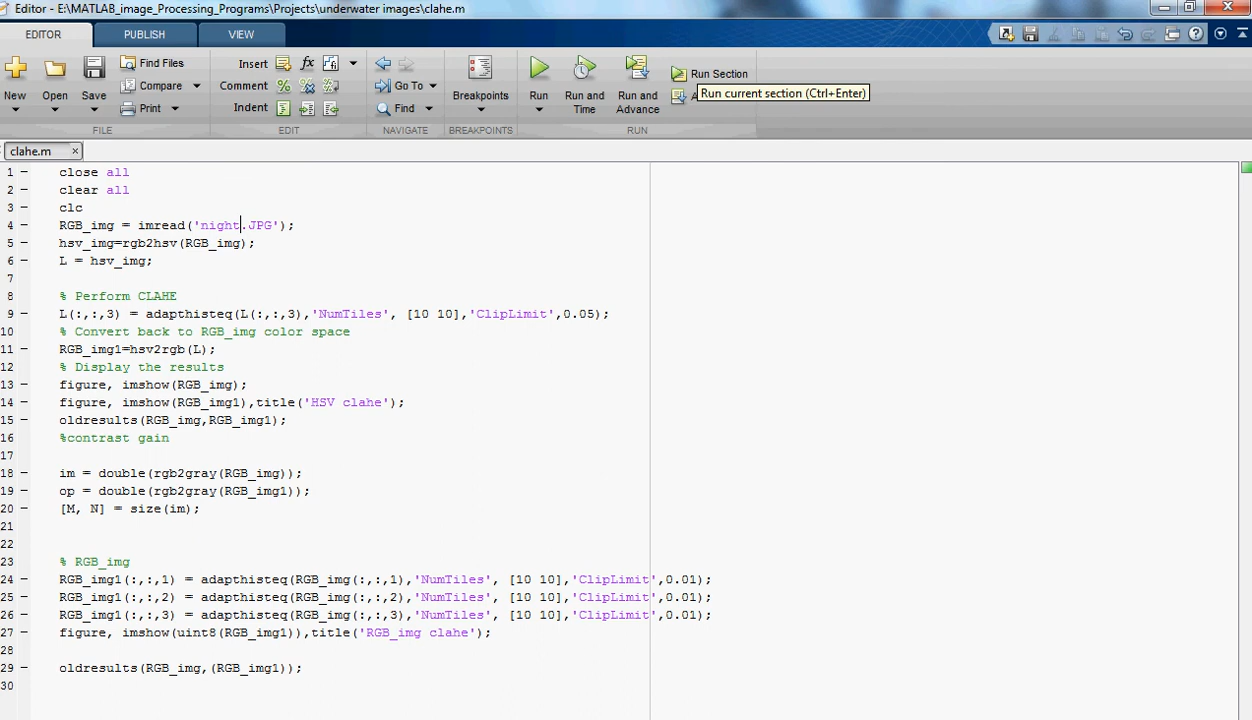 Editor - E:\MATLAB_image_Processing_Programs\Projects\underwater images\clahe.m
EDITOR PUBLISH VIEW
New Open Save Find Files Compare Print
Insert Comment Indent
Go To Find
Breakpoints
Run Run and Time Run and Advance Run Section
Run current section (Ctrl+Enter)
FILE EDIT NAVIGATE BREAKPOINTS RUN
clahe.m
1 close all
2 clear all
3 clc
4 RGB_img = imread('night.JPG');
5 hsv_img=rgb2hsv(RGB_img);
6 L = hsv_img;
7
8 % Perform CLAHE
9 L(:,:,3) = adapthisteq(L(:,:,3),'NumTiles', [10 10],'ClipLimit',0.05);
10 % Convert back to RGB_img color space
11 RGB_img1=hsv2rgb(L);
12 % Display the results
13 figure, imshow(RGB_img);
14 figure, imshow(RGB_img1),title('HSV clahe');
15 oldresults(RGB_img,RGB_img1);
16 %contrast gain
17
18 im = double(rgb2gray(RGB_img));
19 op = double(rgb2gray(RGB_img1));
20 [M, N] = size(im);
21
22
23 % RGB_img
24 RGB_img1(:,:,1) = adapthisteq(RGB_img(:,:,1),'NumTiles', [10 10],'ClipLimit',0.01);
25 RGB_img1(:,:,2) = adapthisteq(RGB_img(:,:,2),'NumTiles', [10 10],'ClipLimit',0.01);
26 RGB_img1(:,:,3) = adapthisteq(RGB_img(:,:,3),'NumTiles', [10 10],'ClipLimit',0.01);
27 figure, imshow(uint8(RGB_img1)),title('RGB_img clahe');
28
29 oldresults(RGB_img,(RGB_img1));
30